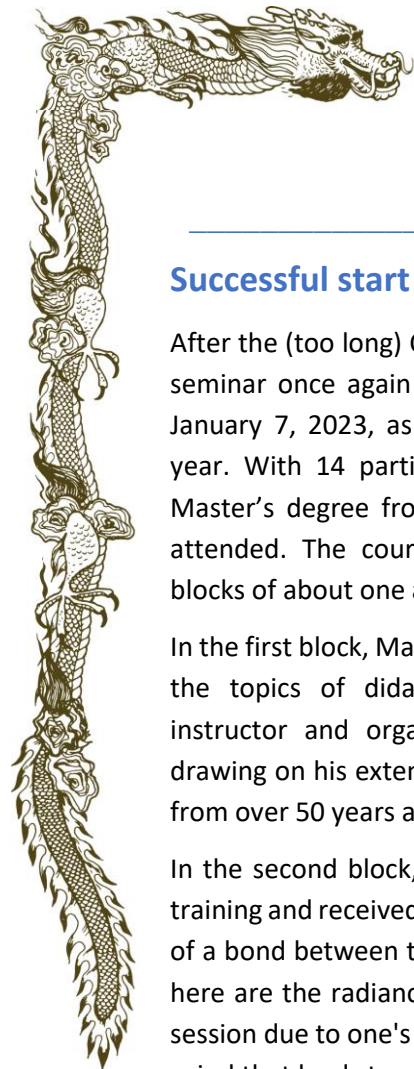 Successful start
After the (too long)
seminar once again
January 7, 2023, as
year. With 14 parti
Master's degree fro
attended. The cour
blocks of about one a
In the first block, Ma
the topics of dida
instructor and orga
drawing on his exten
from over 50 years a
In the second block,
training and received
of a bond between t
here are the radianc
session due to one's